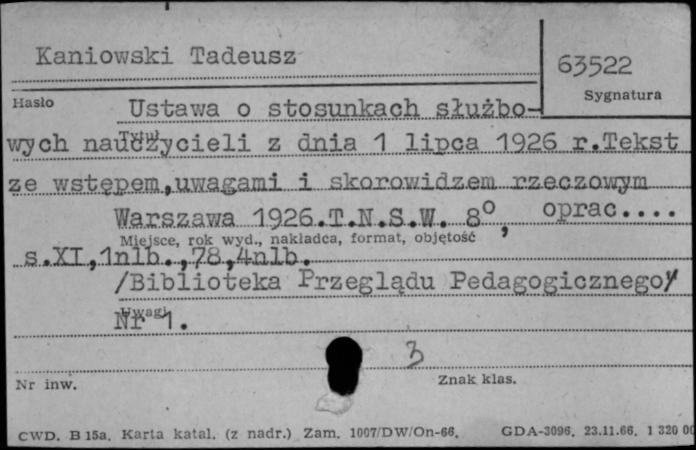 Kaniowski Tadeusz
63522
Hasło
Sygnatura
Ustawa o stosunkach służbo-
Tytuł
wych nauczycieli z dnia 1 lipca 1926 r.Tekst
ze wstępem,uwagami i skorowidzem rzeczowym
oprac....
Warszawa 1926.T.N.S.W. 8°,
Miejsce, rok wyd., nakładca, format, objętość
s.XI,1nlb.,78,4nlb.
/Biblioteka Przeglądu Pedagogicznego/
Uwagi
Nr 1.
3
Nr inw.
Znak klas.
CWD. B 15a. Karta katal. (z nadr.) Zam. 1007/DW/On-66. GDA-3096. 23.11.66. 1 320 00